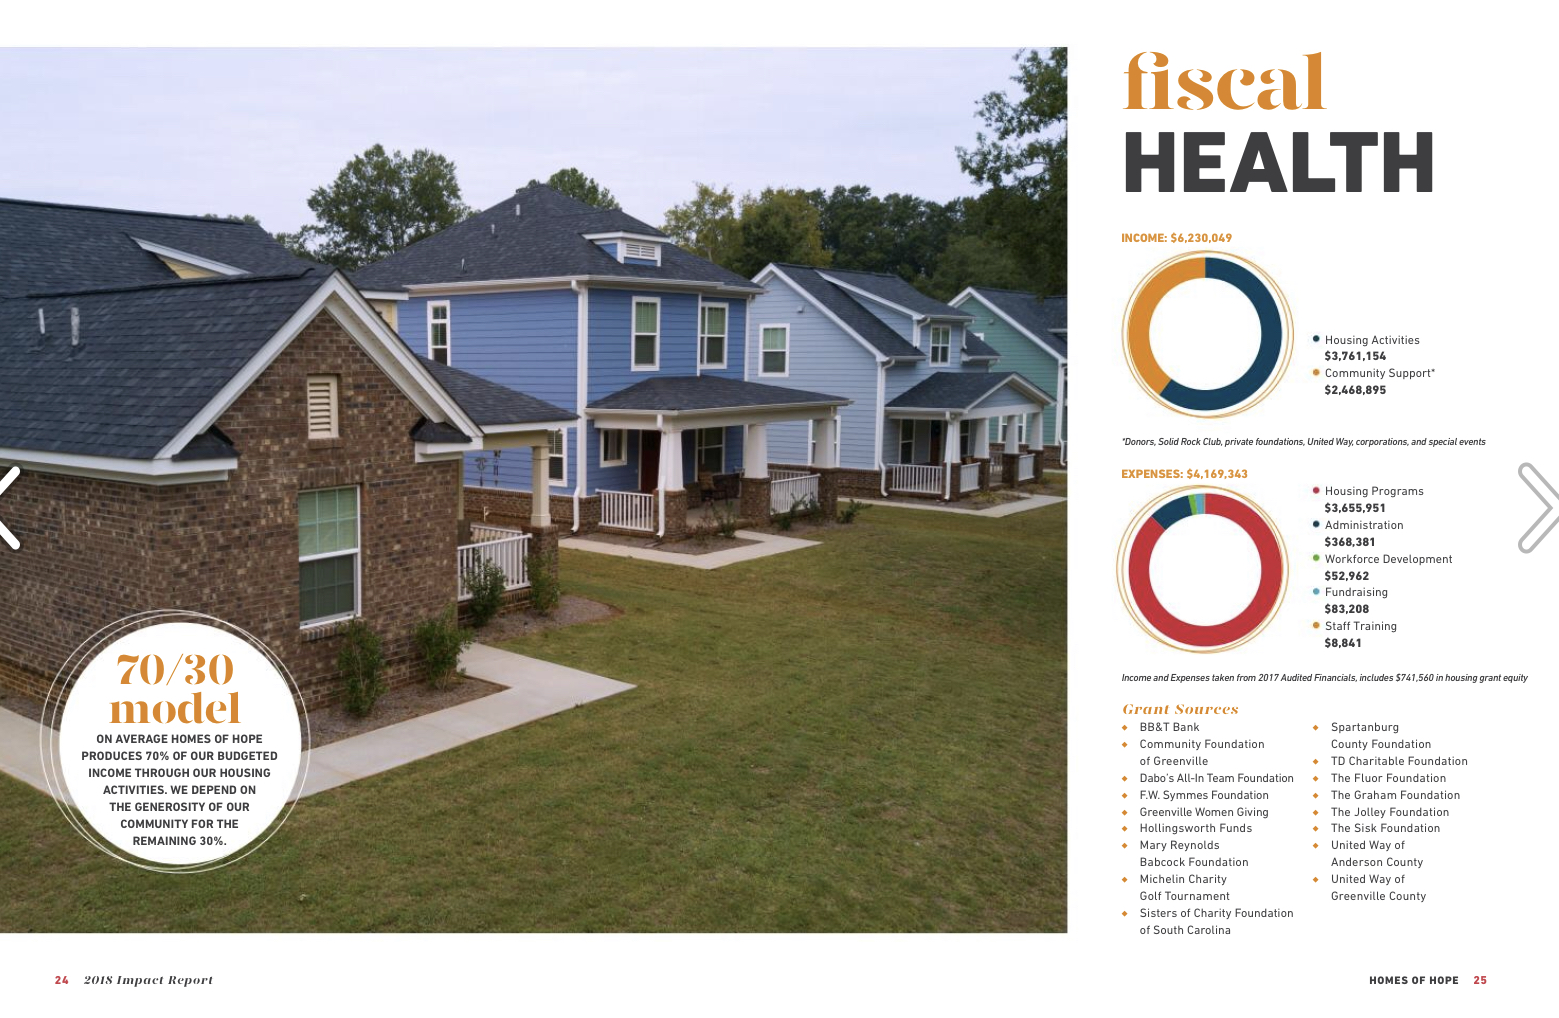 70/30
model
ON AVERAGE HOMES OF HOPE
PRODUCES 70% OF OUR BUDGETED
INCOME THROUGH OUR HOUSING
ACTIVITIES. WE DEPEND ON
THE GENEROSITY OF OUR
COMMUNITY FOR THE
REMAINING 30%.
24 2018 Impact Report
fiscal
HEALTH
INCOME: $6,230,049
Housing Activities
$3,761,154
Community Support*
$2,468,895
*Donors, Solid Rock Club, private foundations, United Way, corporations, and special events
EXPENSES: $4,169,343
Housing Programs
$3,655,951
Administration
$368,381
Workforce Development
$52,962
Fundraising
$83,208
Staff Training
$8,841
Income and Expenses taken from 2017 Audited Financials, includes $741,560 in housing grant equity
Grant Sources
BB&T Bank
Community Foundation
of Greenville
Dabo's All-In Team Foundation
F.W. Symmes Foundation
Greenville Women Giving
Hollingsworth Funds
Mary Reynolds
Babcock Foundation
Michelin Charity
Golf Tournament
Sisters of Charity Foundation
of South Carolina
Spartanburg
County Foundation
TD Charitable Foundation
The Fluor Foundation
The Graham Foundation
The Jolley Foundation
The Sisk Foundation
United Way of
Anderson County
United Way of
Greenville County
HOMES OF HOPE 25